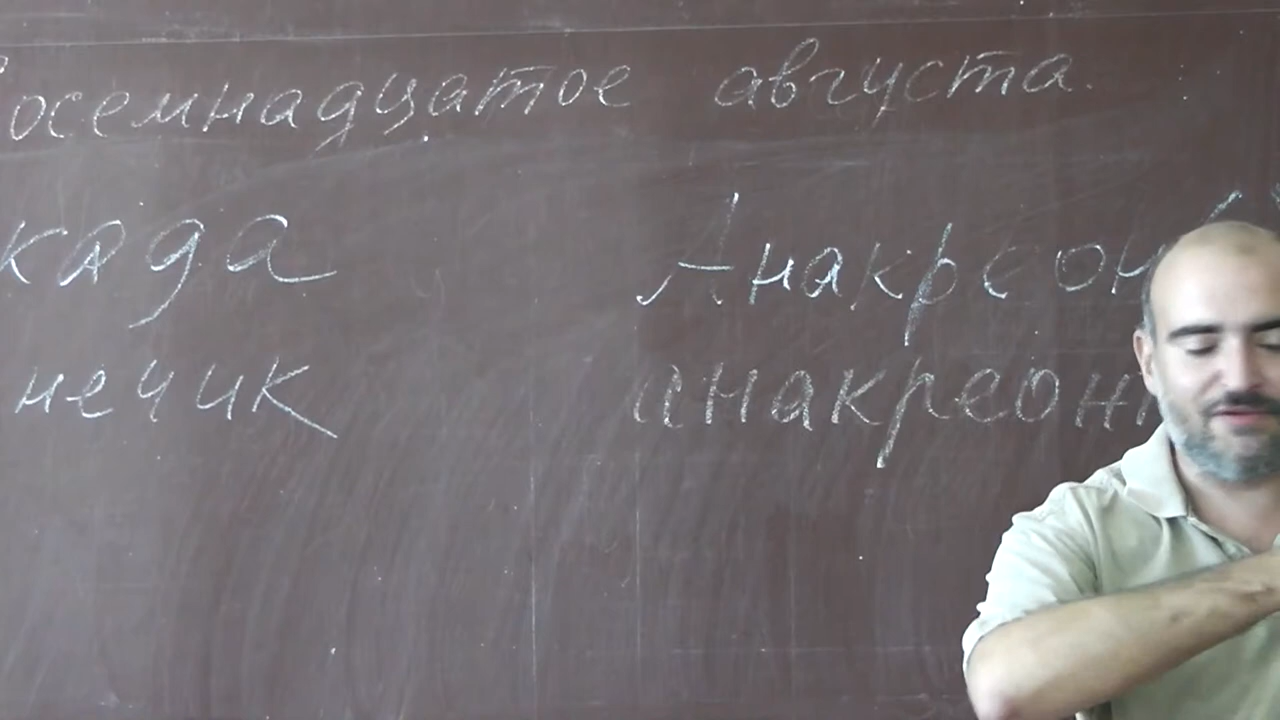 осемнадцатое августа.
када Анакреон
нечик анакреон